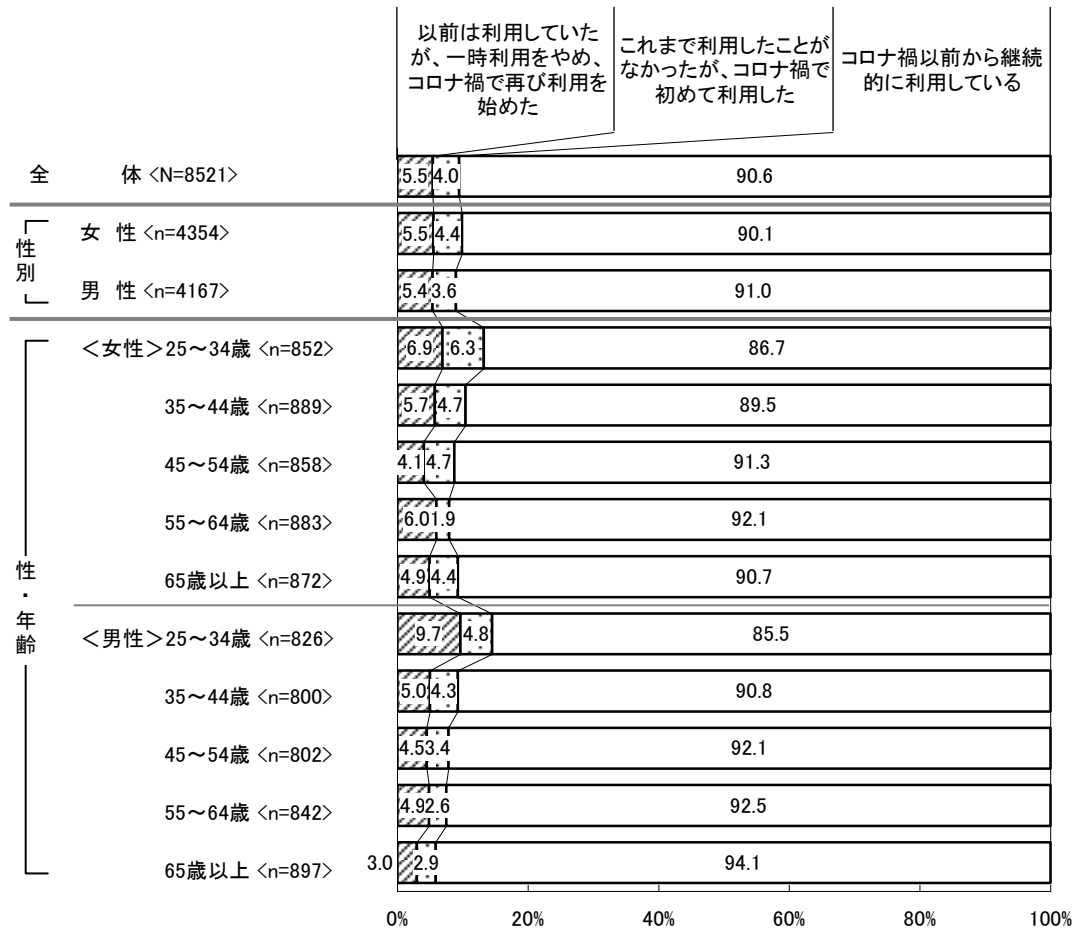 以前は利用していた
が、一時利用をやめ、
コロナ禍で再び利用を
始めた
これまで利用したことが
なかったが、コロナ禍で
初めて利用した
コロナ禍以前から継続
的に利用している
全 体 <N=8521>
5.5 4.0 90.6
性別
女 性 <n=4354>
5.5 4.4 90.1
男 性 <n=4167>
5.4 3.6 91.0
性・年齢
＜女性＞25～34歳 <n=852>
6.9 6.3 86.7
35～44歳 <n=889>
5.7 4.7 89.5
45～54歳 <n=858>
4.1 4.7 91.3
55～64歳 <n=883>
6.0 1.9 92.1
65歳以上 <n=872>
4.9 4.4 90.7
＜男性＞25～34歳 <n=826>
9.7 4.8 85.5
35～44歳 <n=800>
5.0 4.3 90.8
45～54歳 <n=802>
4.5 3.4 92.1
55～64歳 <n=842>
4.9 2.6 92.5
65歳以上 <n=897>
3.0 2.9 94.1
0% 20% 40% 60% 80% 100%